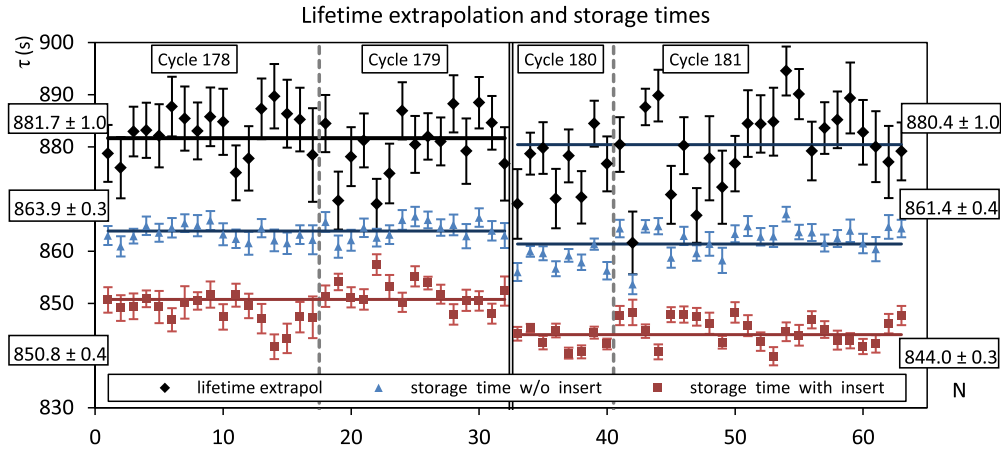 Lifetime extrapolation and storage times
τ (s)
900
Cycle 178
Cycle 179
Cycle 180
Cycle 181
890
881.7 ± 1.0
880.4 ± 1.0
880
863.9 ± 0.3
861.4 ± 0.4
860
850
850.8 ± 0.4
844.0 ± 0.3
lifetime extrapol
storage time w/o insert
storage time with insert
N
830
0
10
20
30
40
50
60